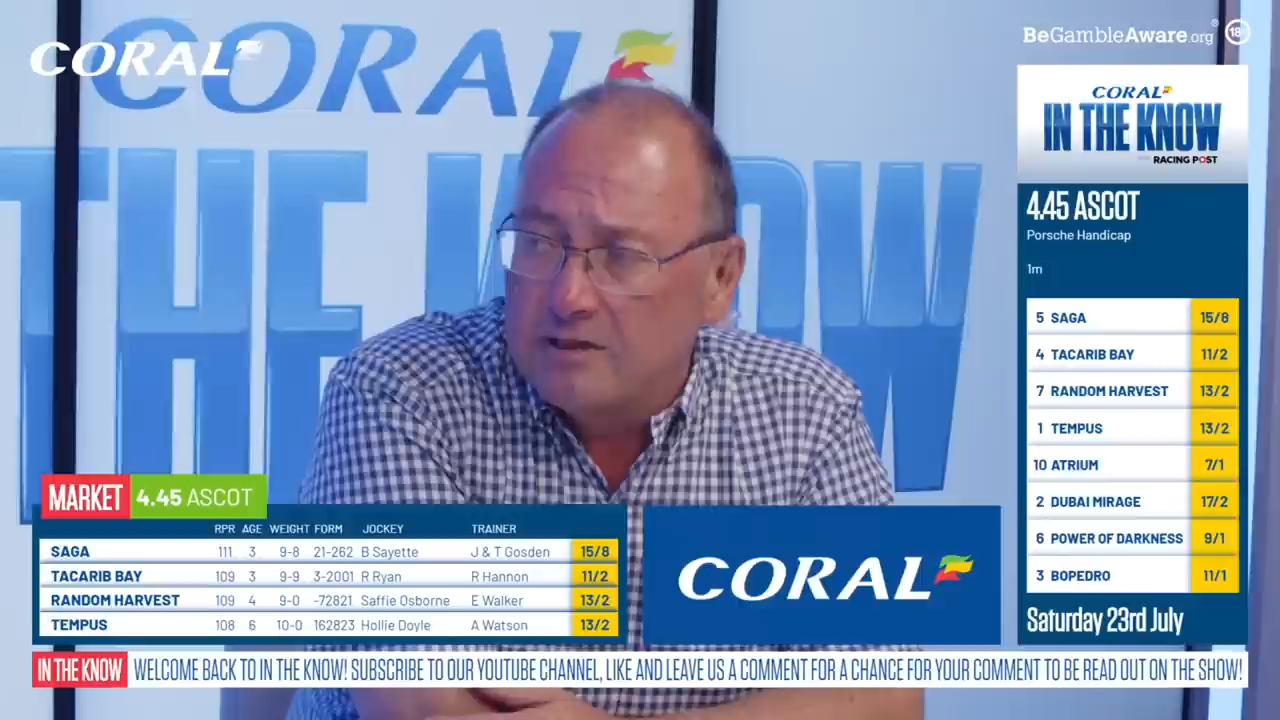 CORAL
CORAL
THE KNOW
BeGambleAware.org® 18+
CORAL
IN THE KNOW
RACING POST
4.45 ASCOT
Porsche Handicap
1m
5 SAGA 15/8
4 TACARIB BAY 11/2
7 RANDOM HARVEST 13/2
1 TEMPUS 13/2
10 ATRIUM 7/1
2 DUBAI MIRAGE 17/2
6 POWER OF DARKNESS 9/1
3 BOPEDRO 11/1
Saturday 23rd July
MARKET 4.45 ASCOT
RPR AGE WEIGHT FORM JOCKEY TRAINER
SAGA 111 3 9-8 21-262 B Sayette J & T Gosden 15/8
TACARIB BAY 109 3 9-9 3-2001 R Ryan R Hannon 11/2
RANDOM HARVEST 109 4 9-0 -72821 Saffie Osborne E Walker 13/2
TEMPUS 108 6 10-0 162823 Hollie Doyle A Watson 13/2
CORAL
IN THE KNOW WELCOME BACK TO IN THE KNOW! SUBSCRIBE TO OUR YOUTUBE CHANNEL, LIKE AND LEAVE US A COMMENT FOR A CHANCE FOR YOUR COMMENT TO BE READ OUT ON THE SHOW!